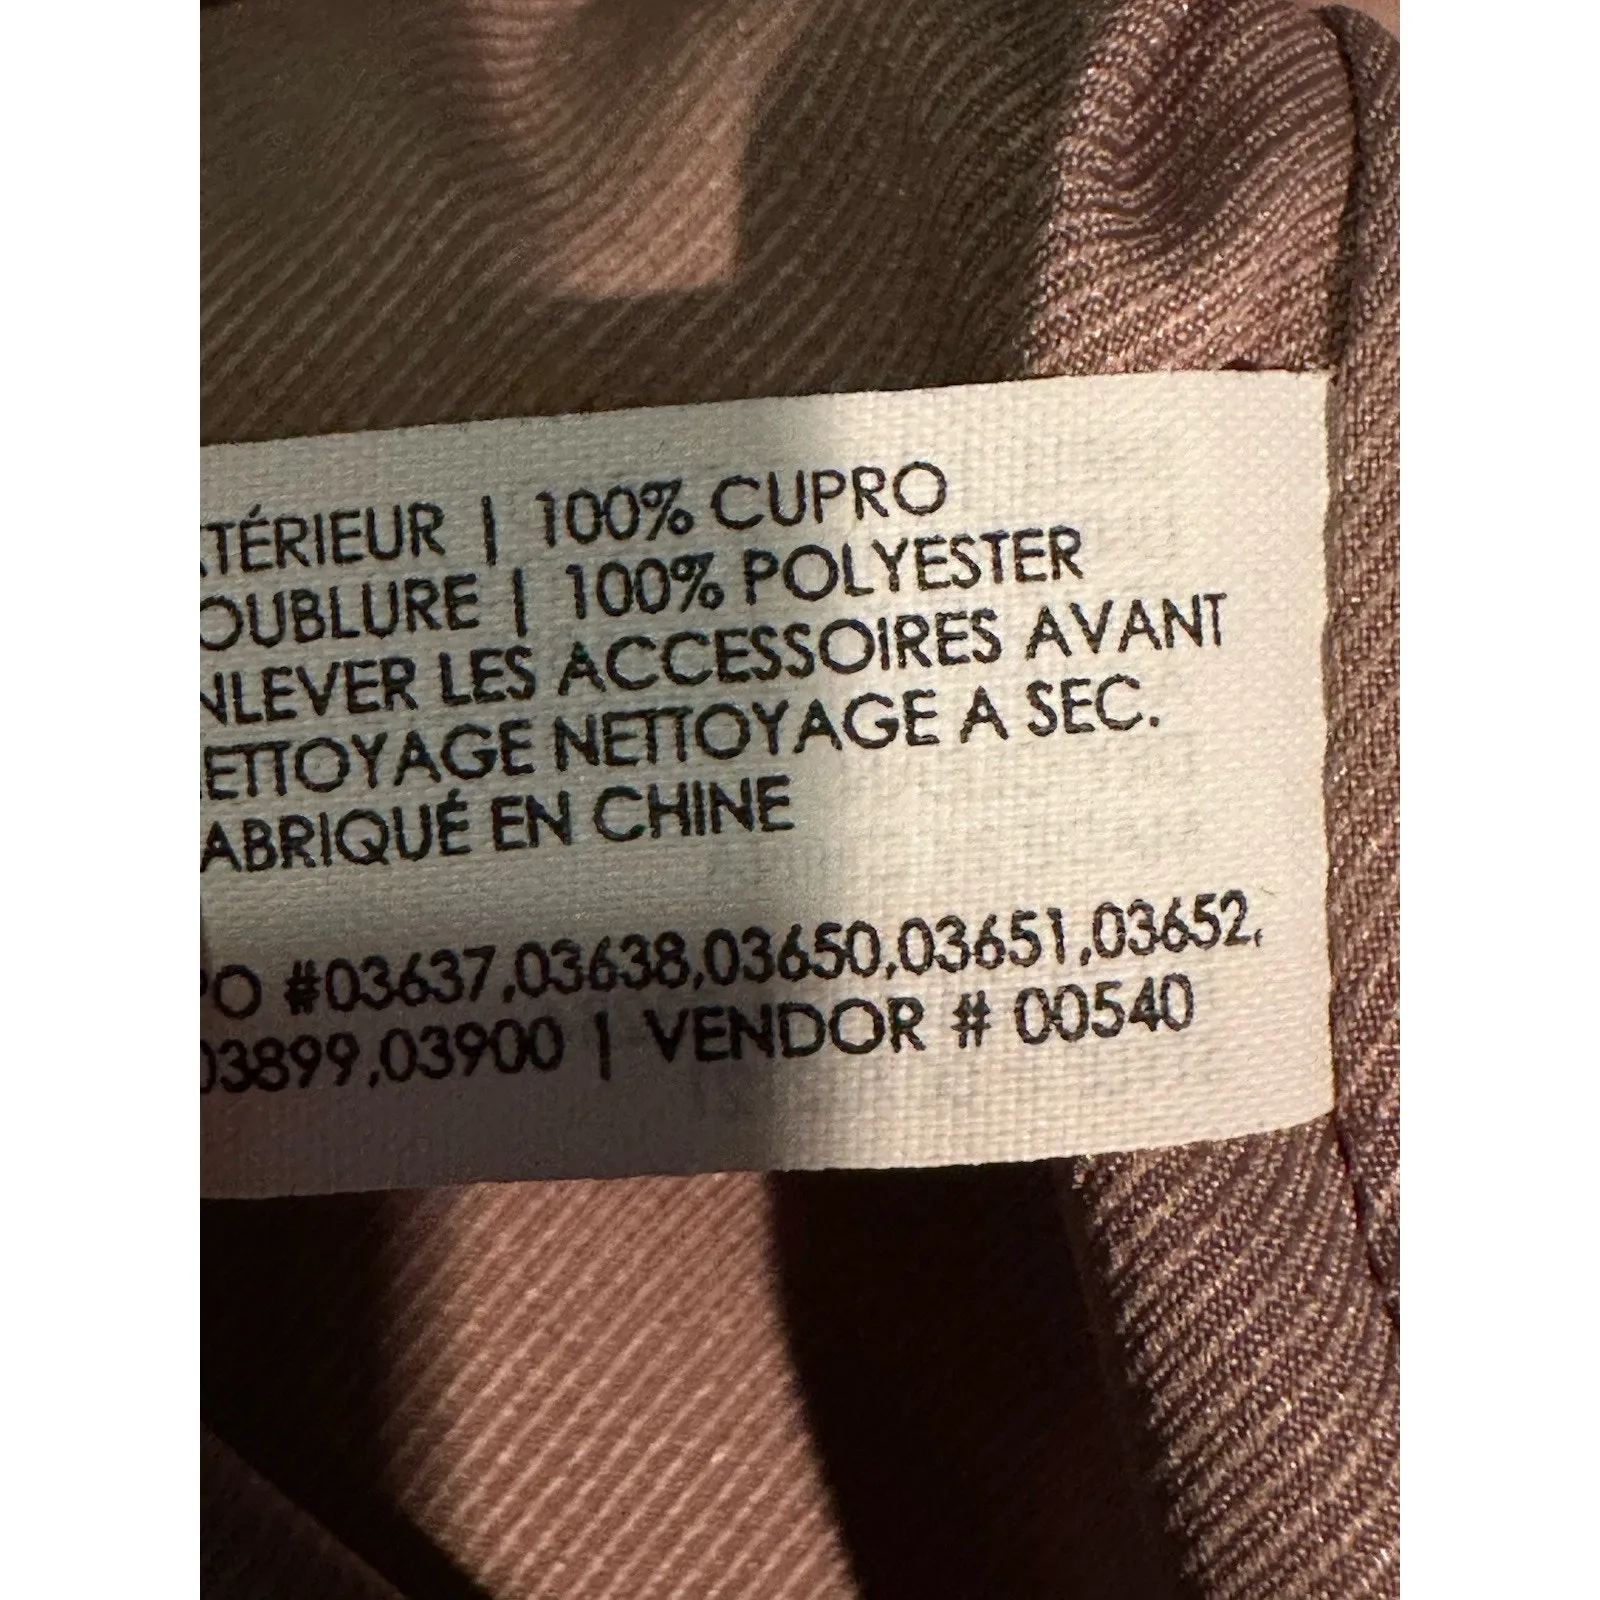 TÉRIEUR | 100% CUPRO
OUBLURE | 100% POLYESTER
NLEVER LES ACCESSOIRES AVANT
ETTOYAGE NETTOYAGE A SEC.
ABRIQUÉ EN CHINE
PO #03637,03638,03650,03651,03652,
03899,03900 | VENDOR # 00540